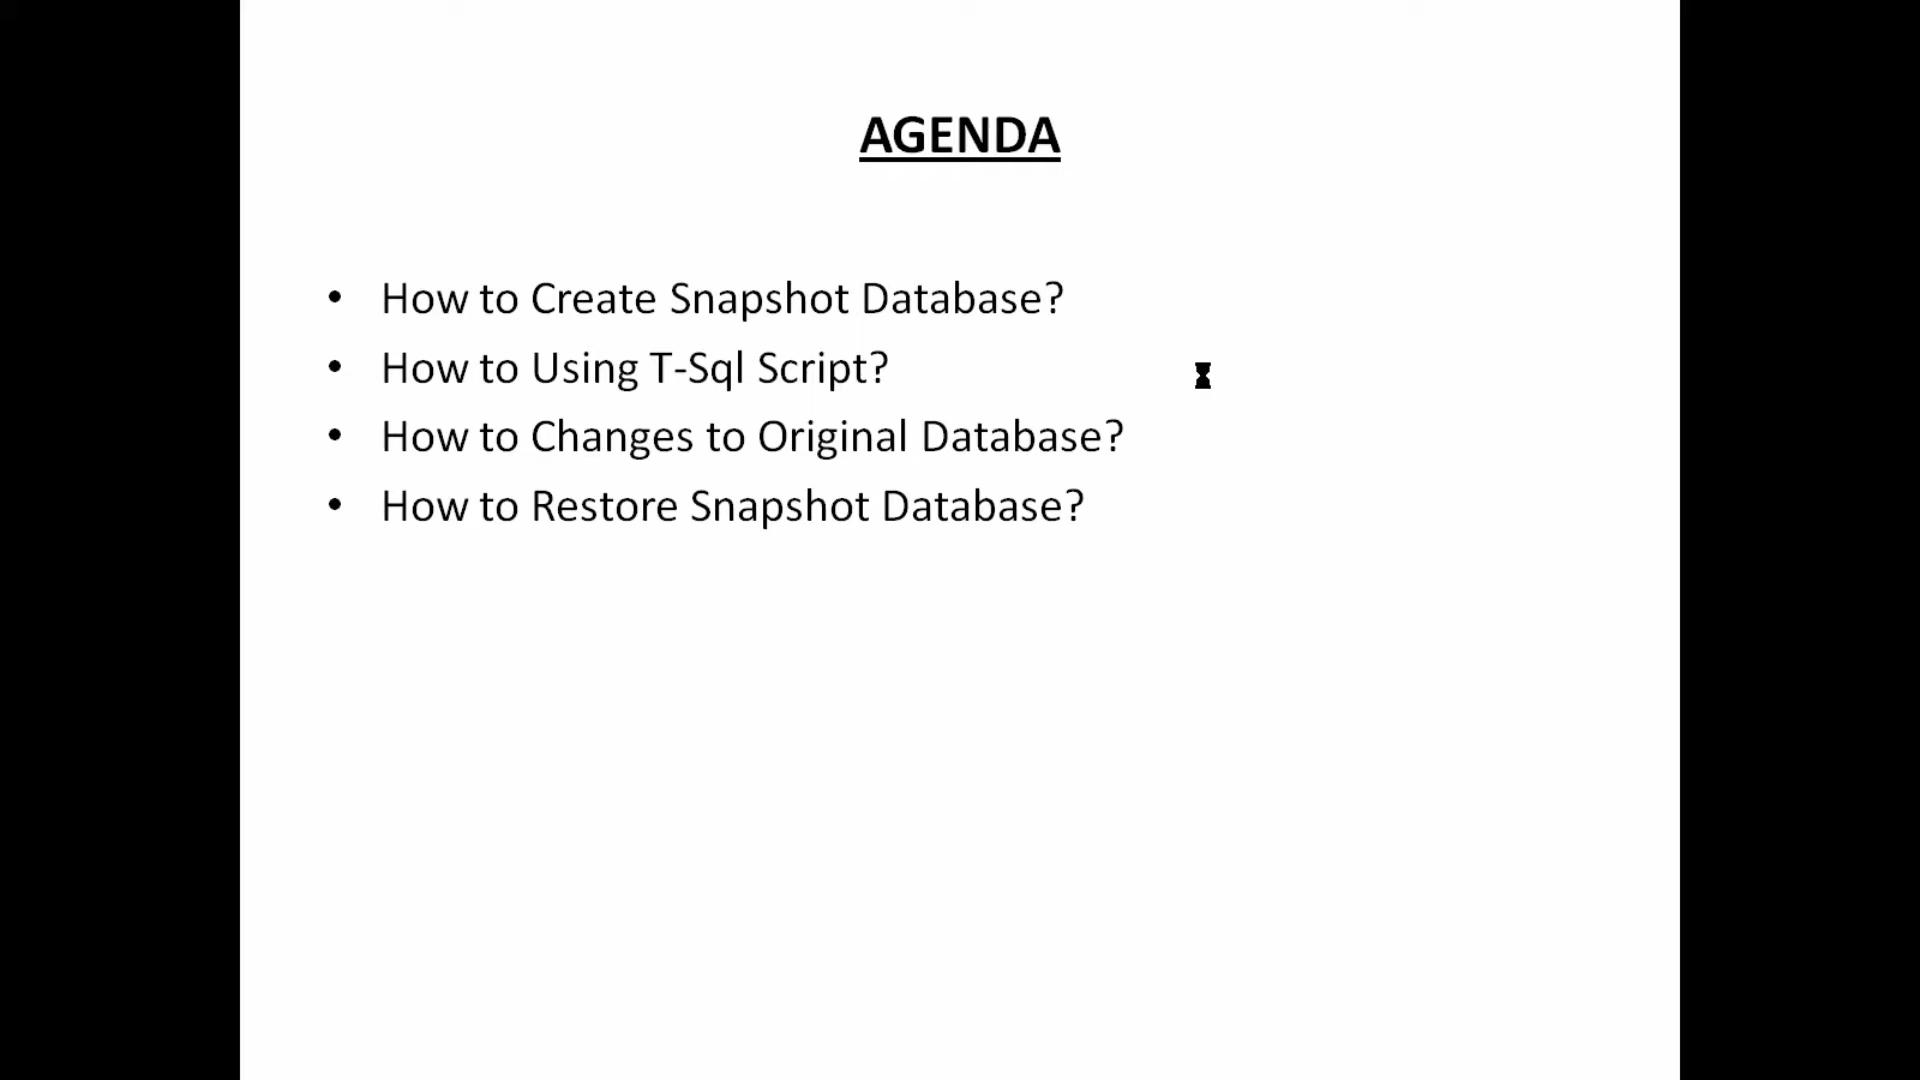 AGENDA
• How to Create Snapshot Database?
• How to Using T-Sql Script?
• How to Changes to Original Database?
• How to Restore Snapshot Database?